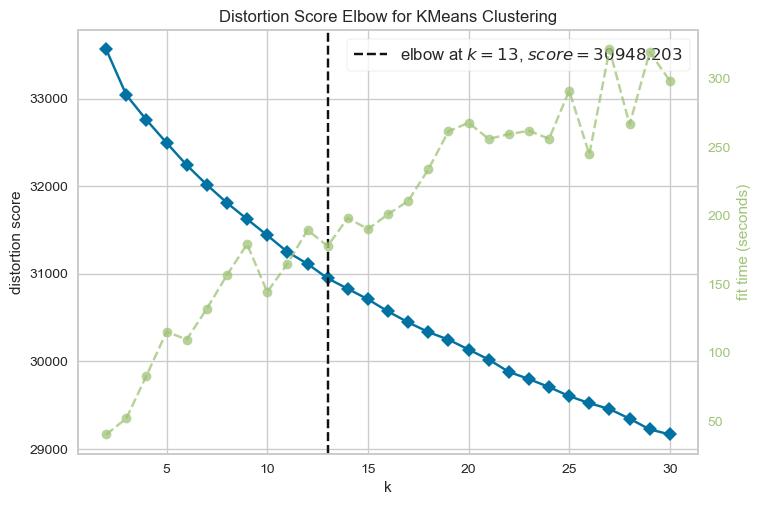 Distortion Score Elbow for KMeans Clustering
elbow at k = 13, score = 30948.203
distortion score
33000
32000
31000
30000
29000
fit time (seconds)
300
250
200
150
100
50
5 10 15 20 25 30
k